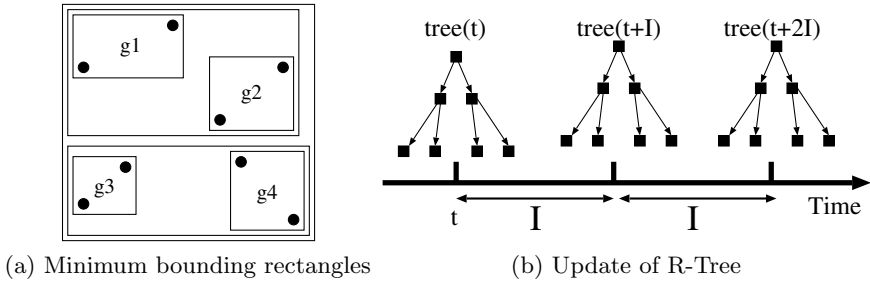 g1
g2
g3
g4
(a) Minimum bounding rectangles
tree(t)
tree(t+I)
tree(t+2I)
t
I
I
Time
(b) Update of R-Tree